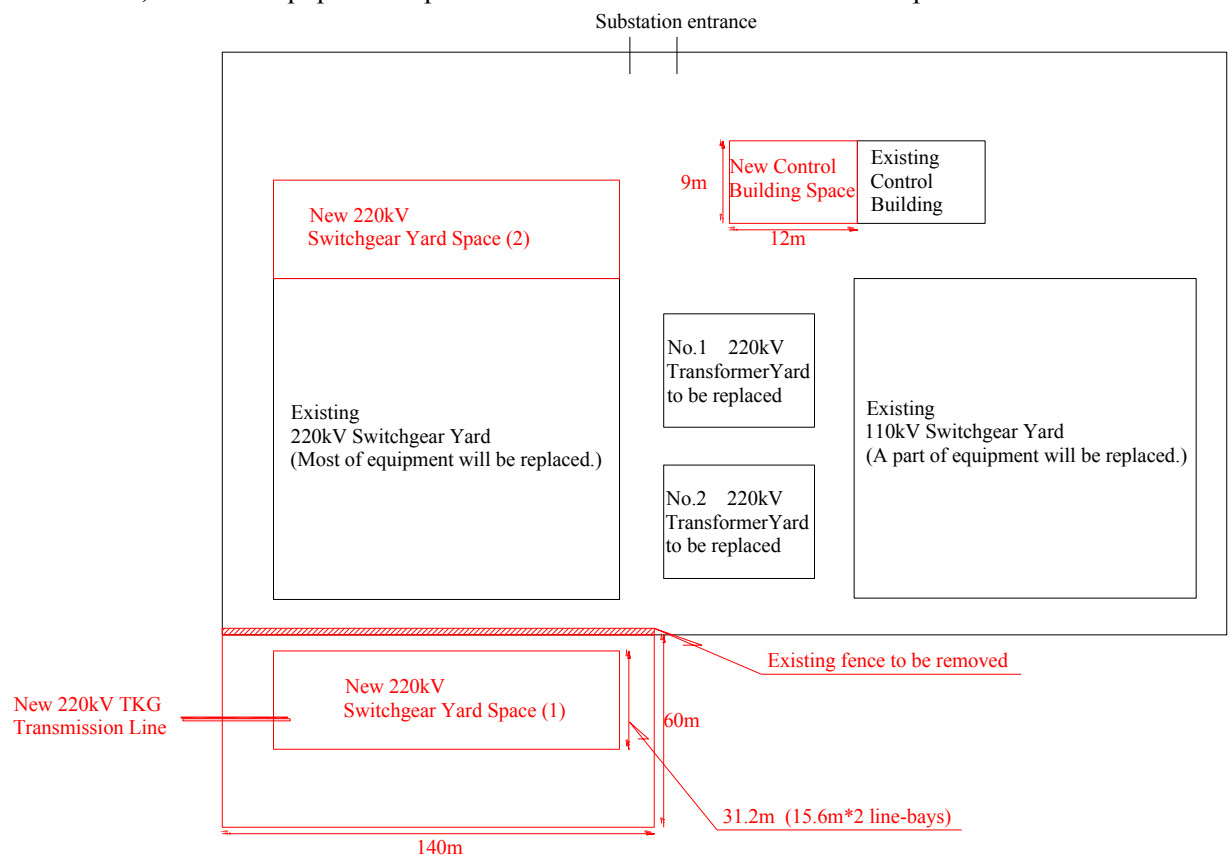 Substation entrance
New Control
Building Space
Existing
Control
Building
9m
12m
New 220kV
Switchgear Yard Space (2)
No.1 220kV
TransformerYard
to be replaced
Existing
220kV Switchgear Yard
(Most of equipment will be replaced.)
Existing
110kV Switchgear Yard
(A part of equipment will be replaced.)
No.2 220kV
TransformerYard
to be replaced
Existing fence to be removed
New 220kV TKG
Transmission Line
New 220kV
Switchgear Yard Space (1)
60m
31.2m (15.6m*2 line-bays)
140m